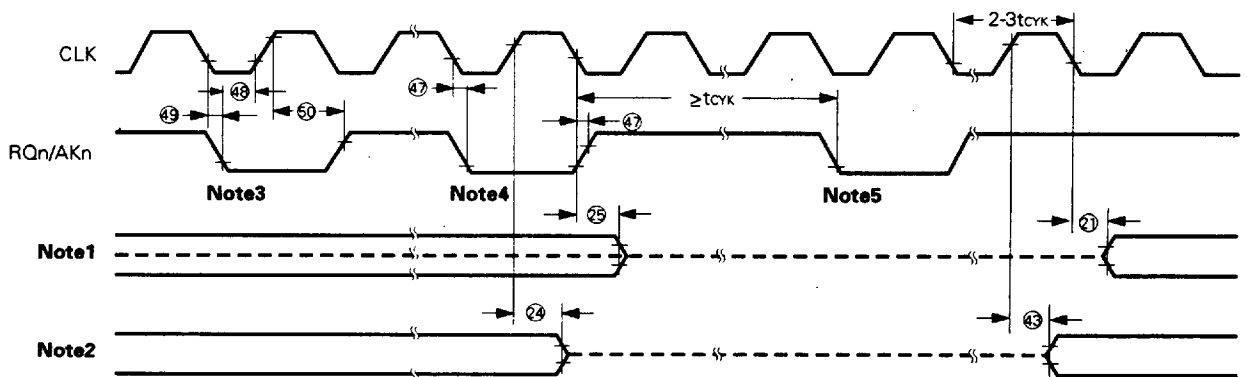 CLK
2-3tCYK
㊽
㊼
㊾
㊿
≥tCYK
㊼
RQn/AKn
Note3
Note4
Note5
㉕
㉑
Note1
㉔
㊸
Note2